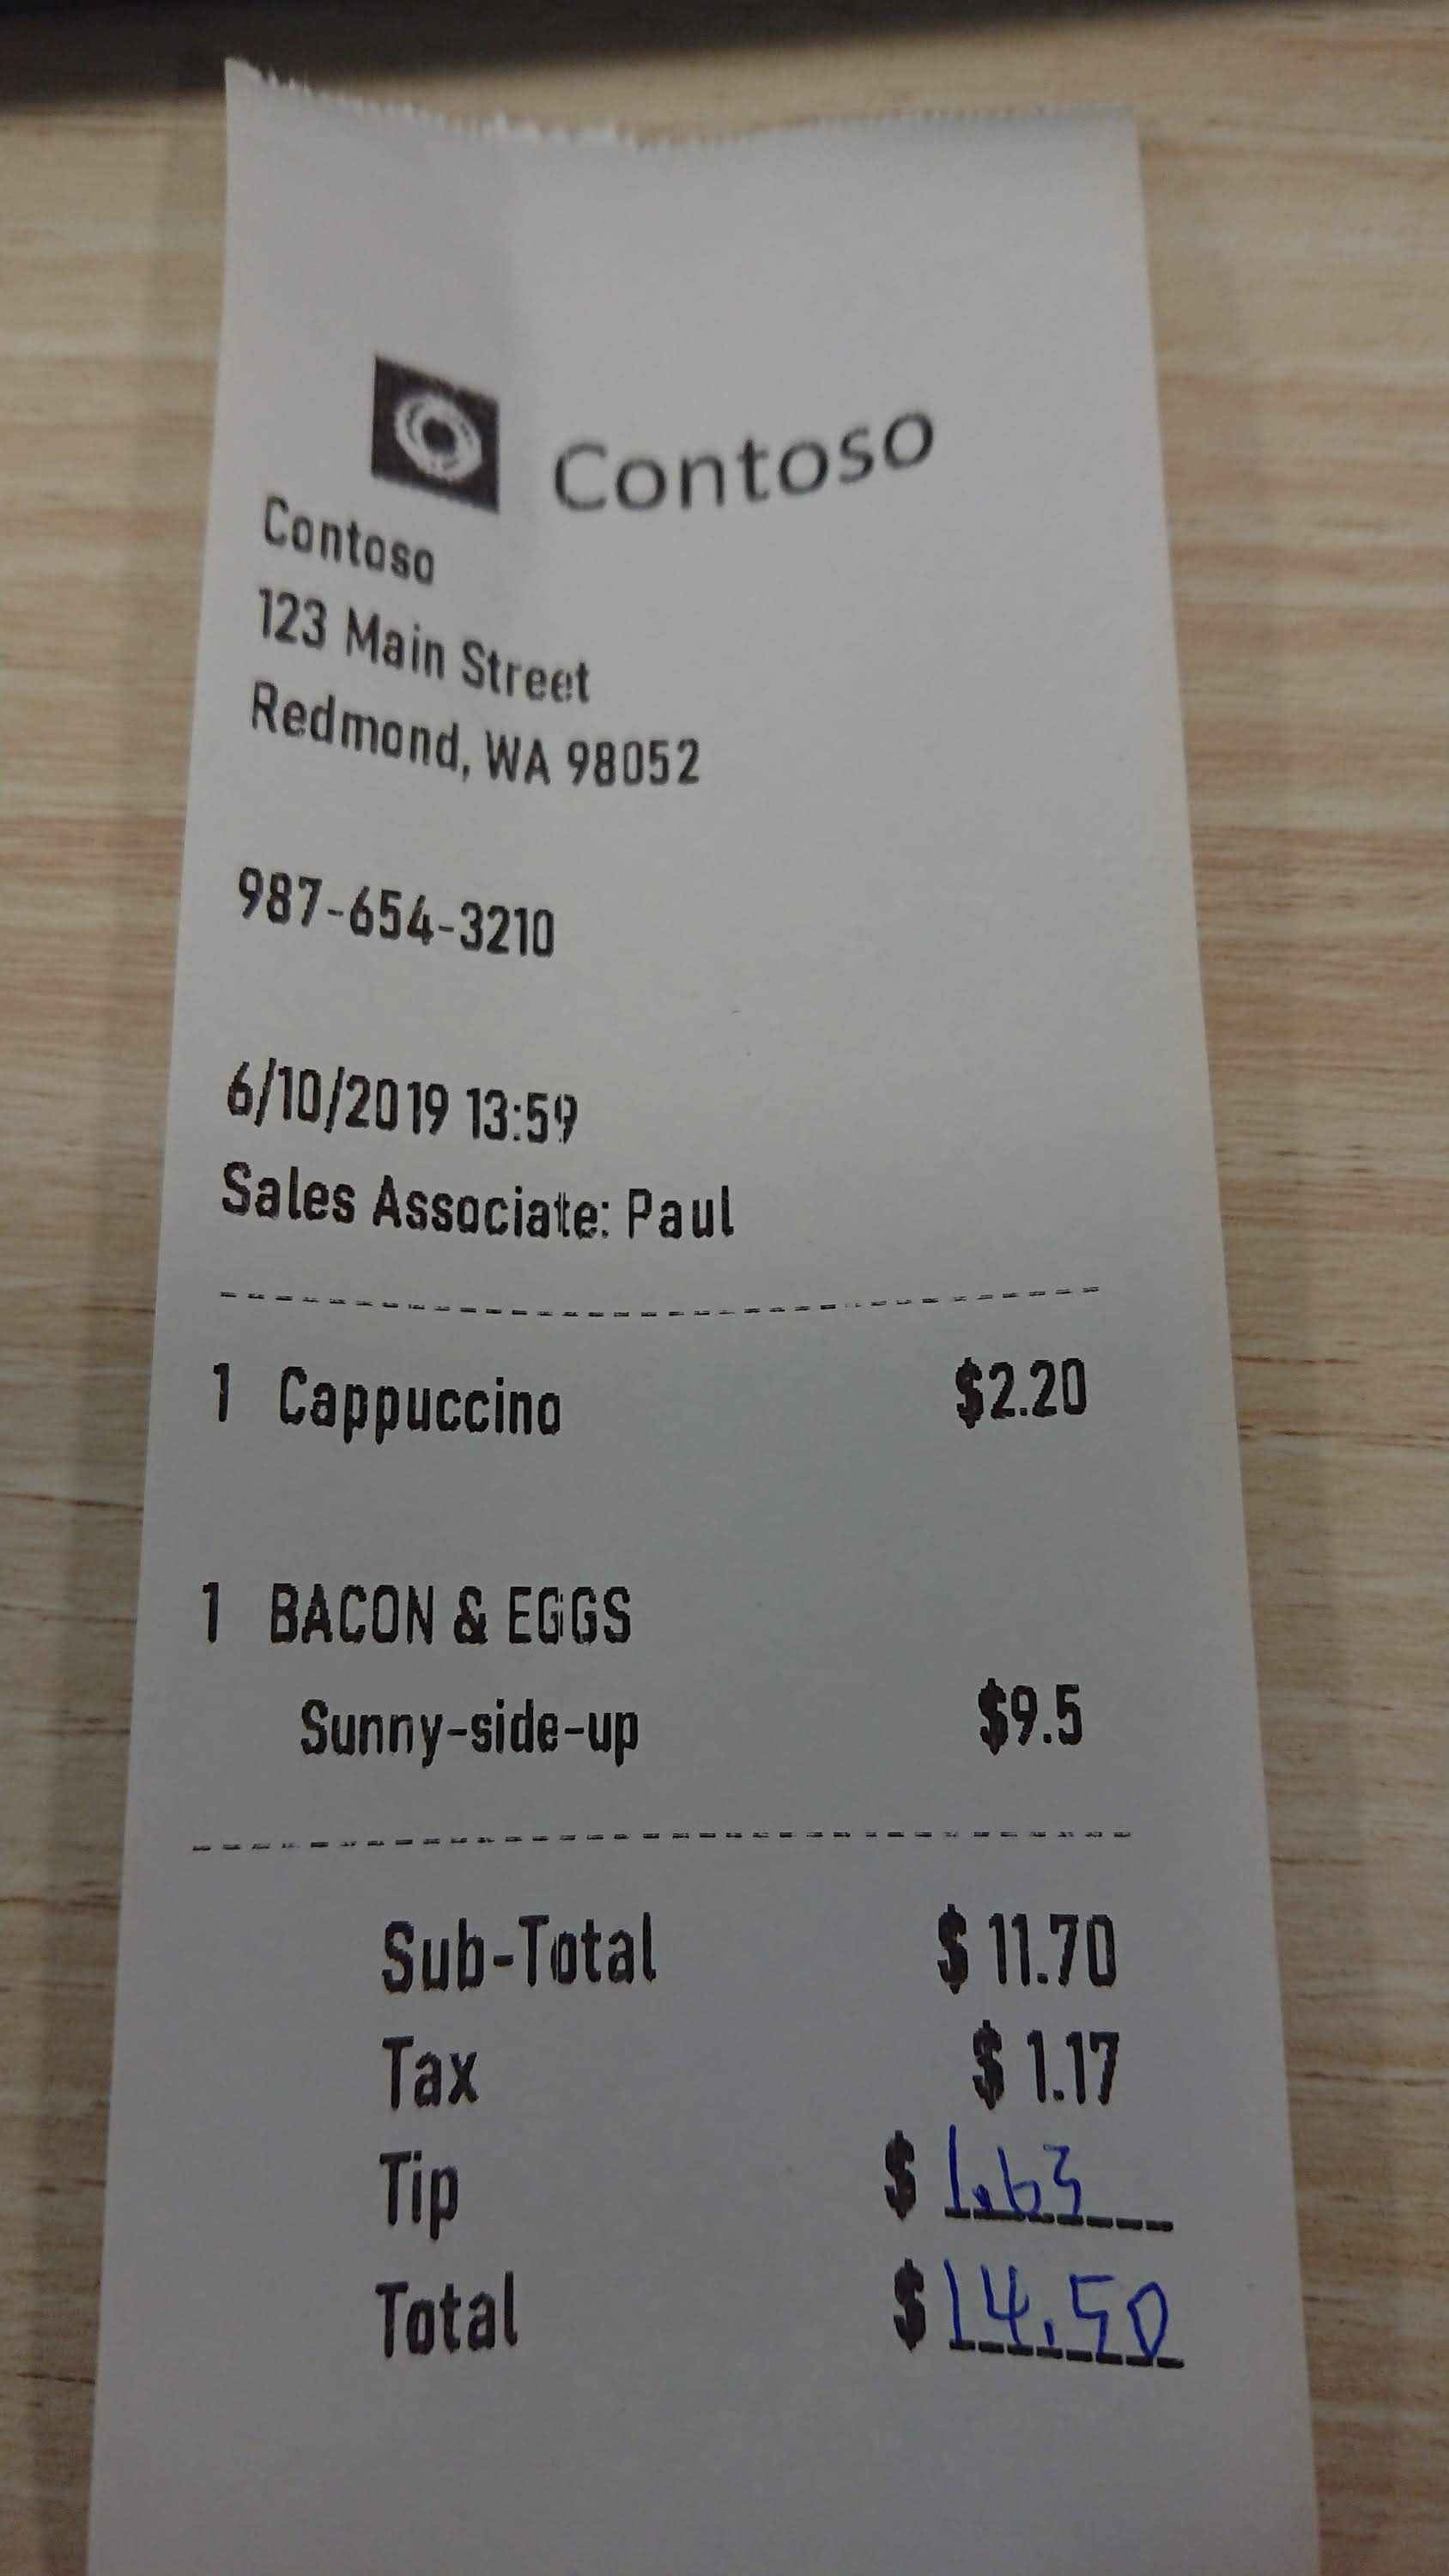 Contoso
Contoso
123 Main Street
Redmond, WA 98052
987-654-3210
6/10/2019 13:59
Sales Associate: Paul
1 Cappuccino $2.20
1 BACON & EGGS
Sunny-side-up $9.5
Sub-Total $ 11.70
Tax $ 1.17
Tip $ 1.63
Total $ 14.50